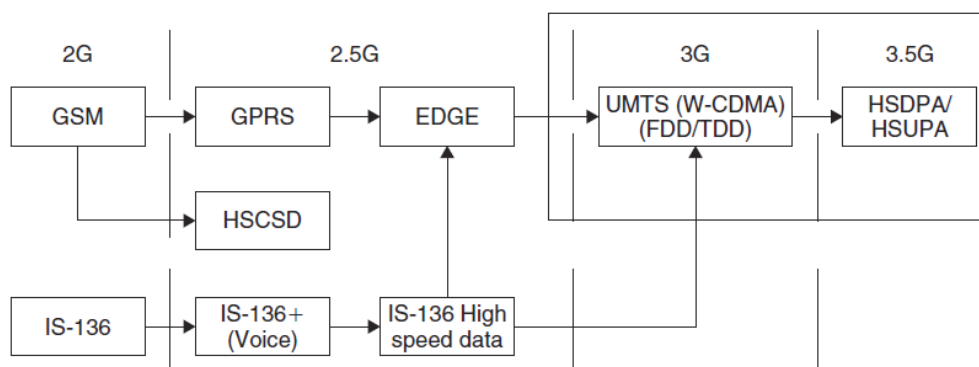 2G
2.5G
3G
3.5G
GSM
GPRS
EDGE
UMTS (W-CDMA)
(FDD/TDD)
HSDPA/
HSUPA
HSCSD
IS-136
IS-136+
(Voice)
IS-136 High
speed data